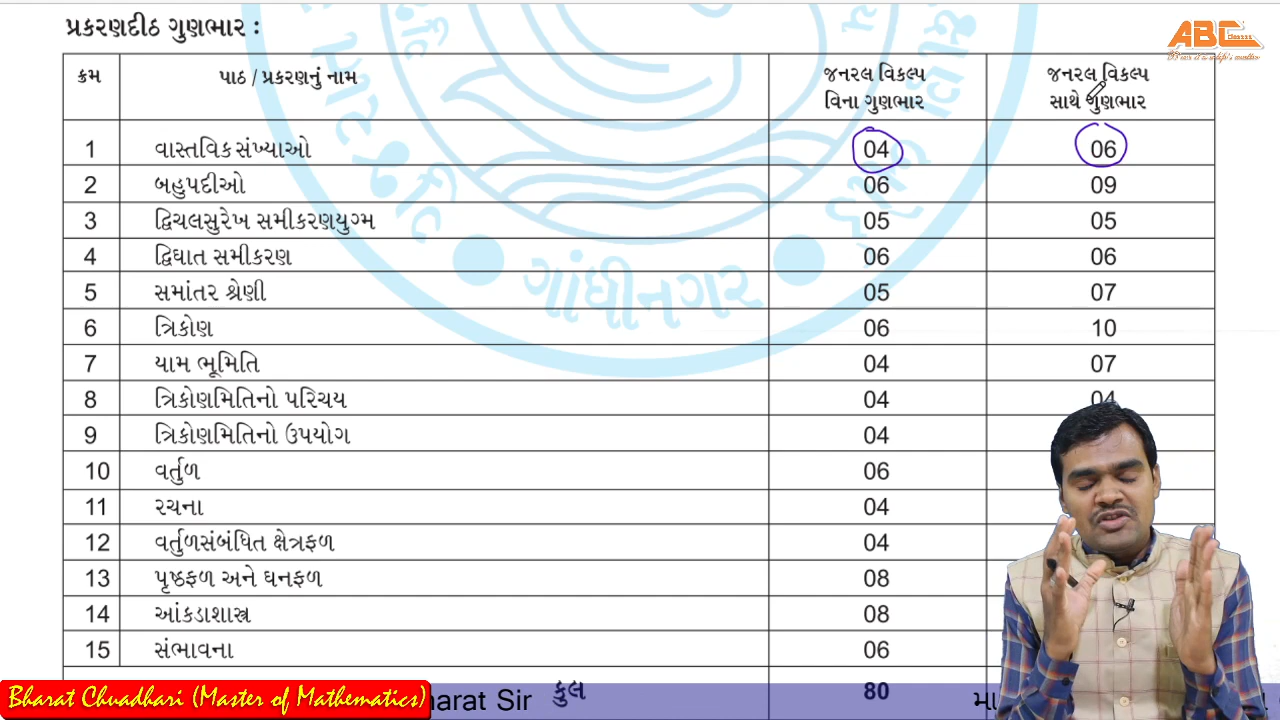 પ્રકરણદીઠ ગુણભાર :
ABC
classes
ક્રમ પાઠ / પ્રકરણનું નામ જનરલ વિકલ્પ વિના ગુણભાર જનરલ વિકલ્પ સાથે ગુણભાર
1 વાસ્તવિક સંખ્યાઓ 04 06
2 બહુપદીઓ 06 09
3 દ્વિચલસુરેખ સમીકરણયુગ્મ 05 05
4 દ્વિઘાત સમીકરણ 06 06
5 સમાંતર શ્રેણી 05 07
6 ત્રિકોણ 06 10
7 યામ ભૂમિતિ 04 07
8 ત્રિકોણમિતિનો પરિચય 04 04
9 ત્રિકોણમિતિનો ઉપયોગ 04
10 વર્તુળ 06
11 રચના 04
12 વર્તુળસંબંધિત ક્ષેત્રફળ 04
13 પૃષ્ઠફળ અને ઘનફળ 08
14 આંકડાશાસ્ત્ર 08
15 સંભાવના 06
કુલ 80
ગાંધીનગર
Bharat Chuadhari (Master of Mathematics) harat Sir